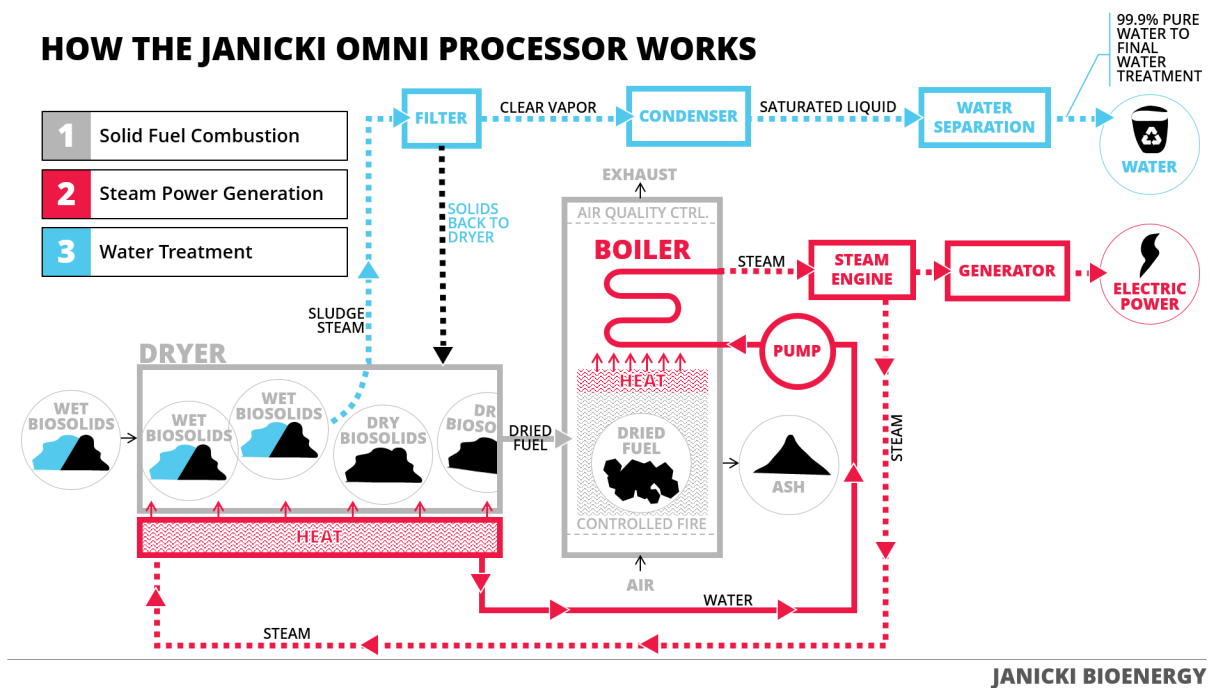 HOW THE JANICKI OMNI PROCESSOR WORKS
99.9% PURE
WATER TO
FINAL
WATER
TREATMENT
1 Solid Fuel Combustion
2 Steam Power Generation
3 Water Treatment
FILTER
CLEAR VAPOR
CONDENSER
SATURATED LIQUID
WATER
SEPARATION
WATER
SOLIDS
BACK TO
DRYER
SLUDGE
STEAM
EXHAUST
AIR QUALITY CTRL.
BOILER
STEAM
STEAM
ENGINE
GENERATOR
ELECTRIC
POWER
PUMP
HEAT
DRYER
WET
BIOSOLIDS
WET
BIOSOLIDS
WET
BIOSOLIDS
DRY
BIOSOLIDS
DR
BIOSO
DRIED
FUEL
DRIED
FUEL
CONTROLLED FIRE
ASH
STEAM
HEAT
AIR
WATER
STEAM
JANICKI BIOENERGY